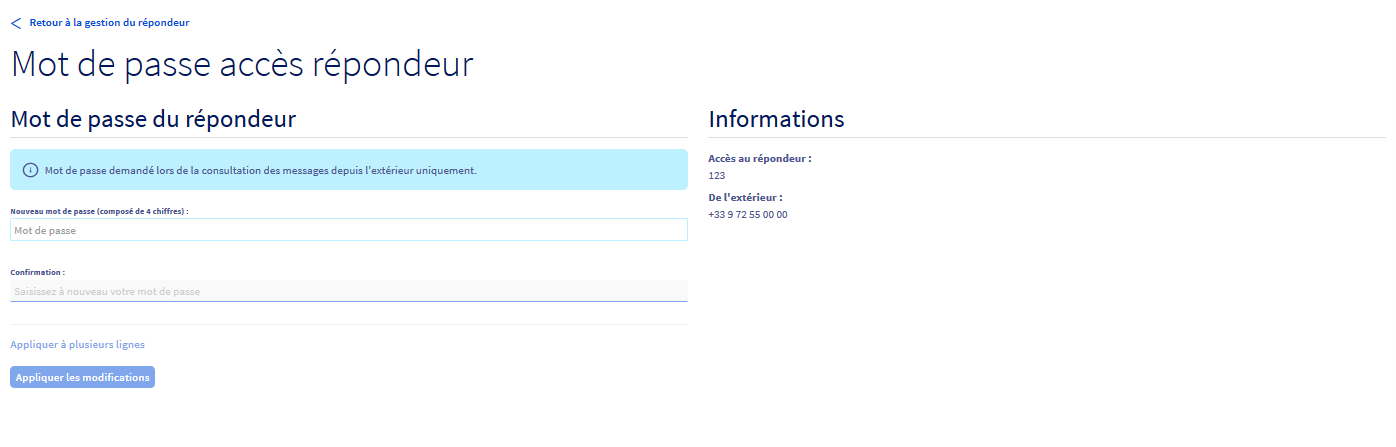 Retour à la gestion du répondeur
Mot de passe accès répondeur
Mot de passe du répondeur
Mot de passe demandé lors de la consultation des messages depuis l'extérieur uniquement.
Nouveau mot de passe (composé de 4 chiffres) :
Mot de passe
Confirmation :
Saisissez à nouveau votre mot de passe
Appliquer à plusieurs lignes
Appliquer les modifications
Informations
Accès au répondeur :
123
De l'extérieur :
+33 9 72 55 00 00